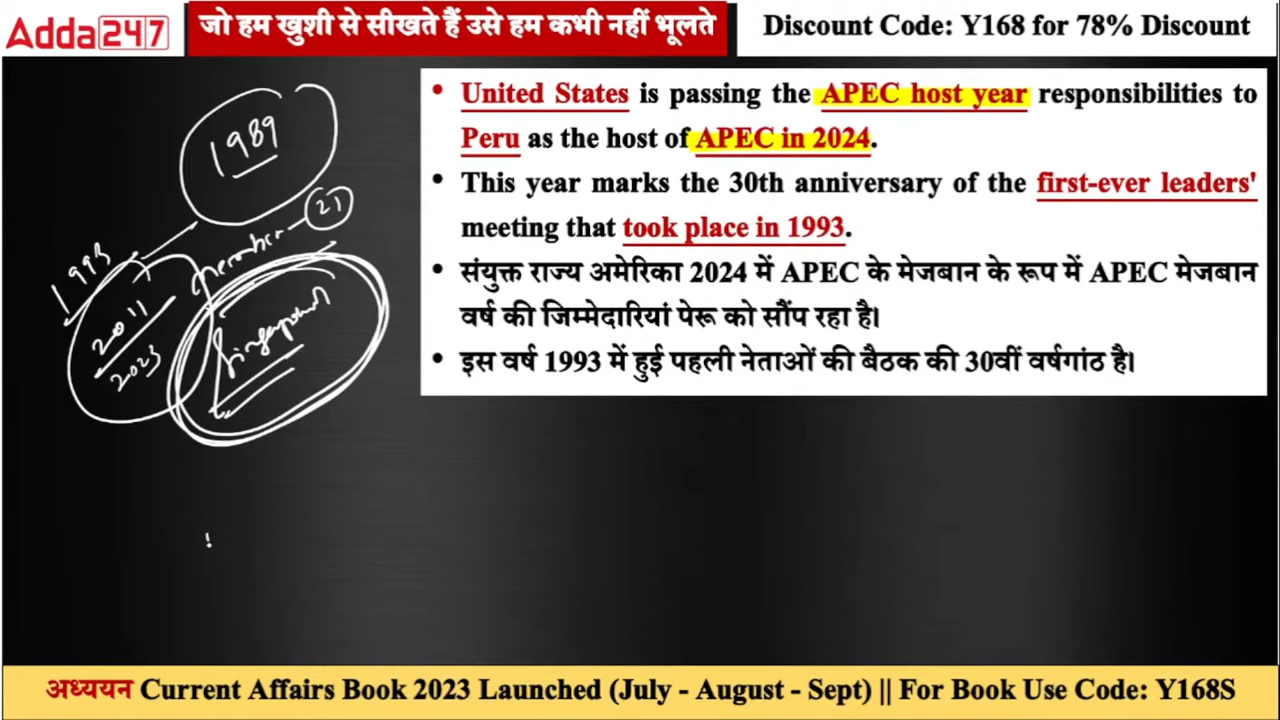 Adda247
जो हम खुशी से सीखते हैं उसे हम कभी नहीं भूलते
Discount Code: Y168 for 78% Discount
1989
21
1993
2011
2023
• United States is passing the APEC host year responsibilities to
Peru as the host of APEC in 2024.
• This year marks the 30th anniversary of the first-ever leaders'
meeting that took place in 1993.
• संयुक्त राज्य अमेरिका 2024 में APEC के मेजबान के रूप में APEC मेजबान
वर्ष की जिम्मेदारियां पेरू को सौंप रहा है।
• इस वर्ष 1993 में हुई पहली नेताओं की बैठक की 30वीं वर्षगांठ है।
अध्ययन Current Affairs Book 2023 Launched (July - August - Sept) || For Book Use Code: Y168S